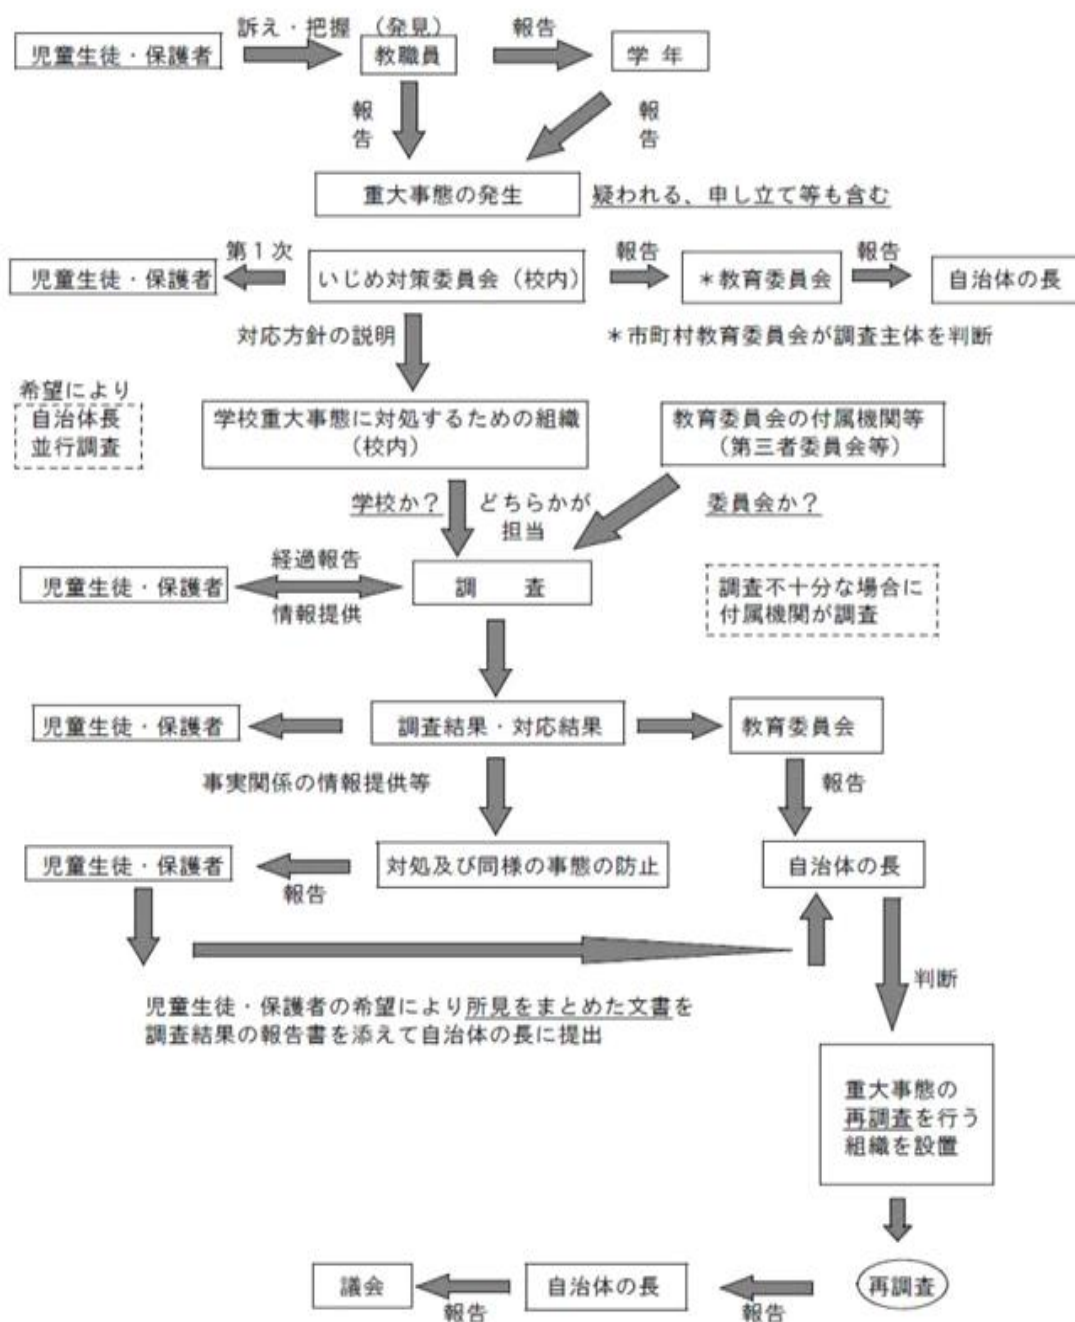 訴え・把握 （発見） 報告
児童生徒・保護者 教職員 学 年
報告 報告
重大事態の発生 疑われる、申し立て等も含む
第１次 報告 報告
児童生徒・保護者 いじめ対策委員会（校内） ＊教育委員会 自治体の長
対応方針の説明 ＊市町村教育委員会が調査主体を判断
希望により
自治体長
並行調査
学校重大事態に対処するための組織
（校内）
教育委員会の付属機関等
（第三者委員会等）
学校か？ どちらかが
担当
委員会か？
経過報告
児童生徒・保護者 調 査
情報提供
調査不十分な場合に
付属機関が調査
児童生徒・保護者 調査結果・対応結果 教育委員会
事実関係の情報提供等 報告
児童生徒・保護者 対処及び同様の事態の防止 自治体の長
報告
判断
児童生徒・保護者の希望により所見をまとめた文書を
調査結果の報告書を添えて自治体の長に提出
重大事態の
再調査を行う
組織を設置
議会 自治体の長 再調査
報告 報告